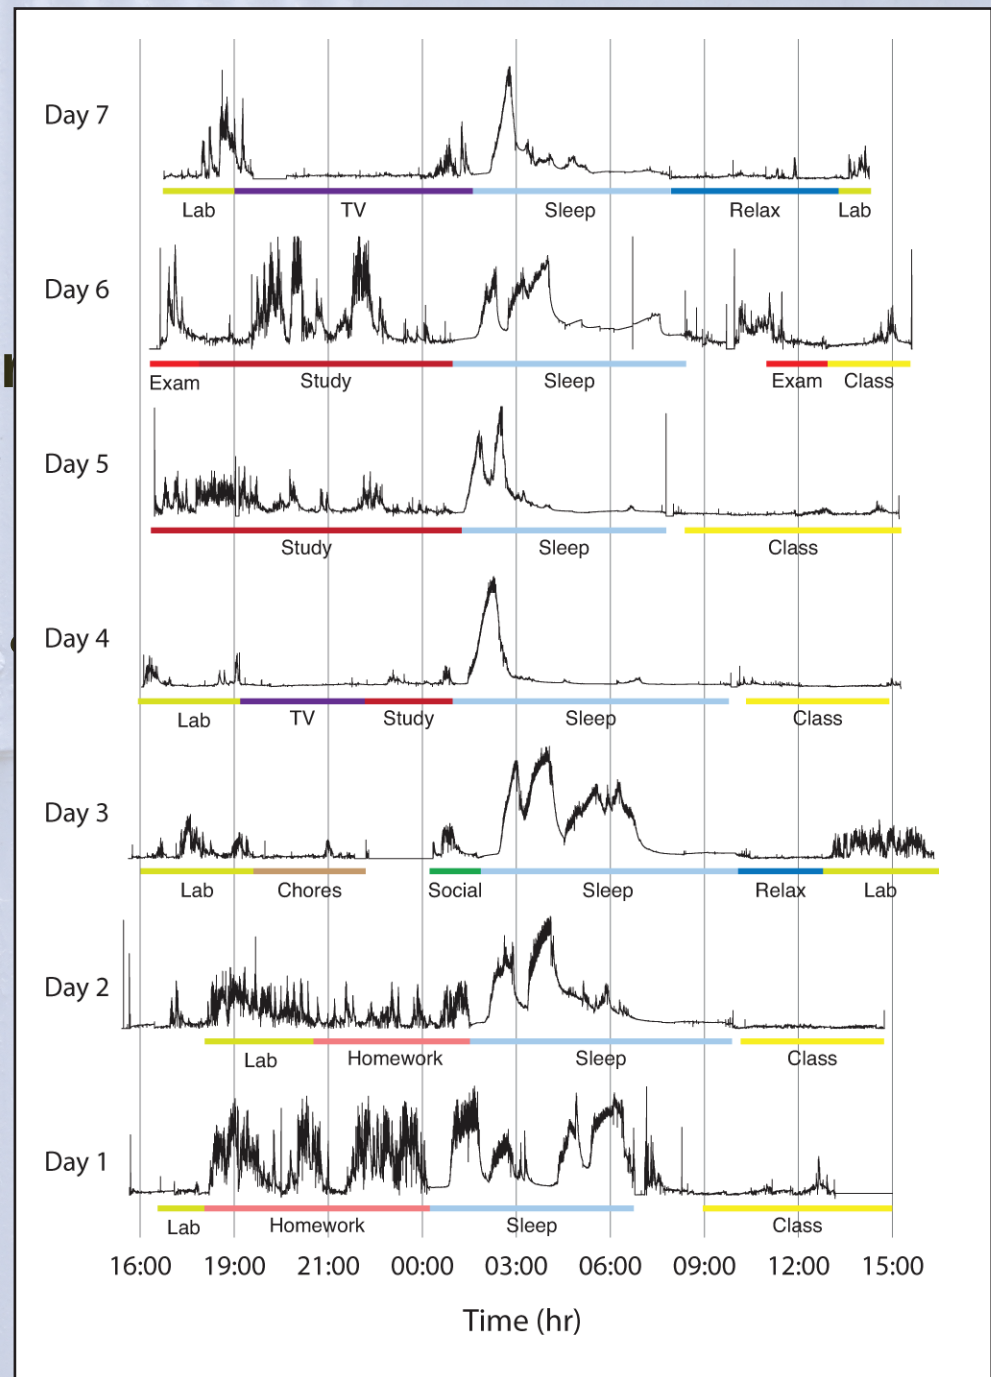 Day 7
Lab TV Sleep Relax Lab
Day 6
Exam Study Sleep Exam Class
Day 5
Study Sleep Class
Day 4
Lab TV Study Sleep Class
Day 3
Lab Chores Social Sleep Relax Lab
Day 2
Lab Homework Sleep Class
Day 1
Lab Homework Sleep Class
16:00 19:00 21:00 00:00 03:00 06:00 09:00 12:00 15:00
Time (hr)